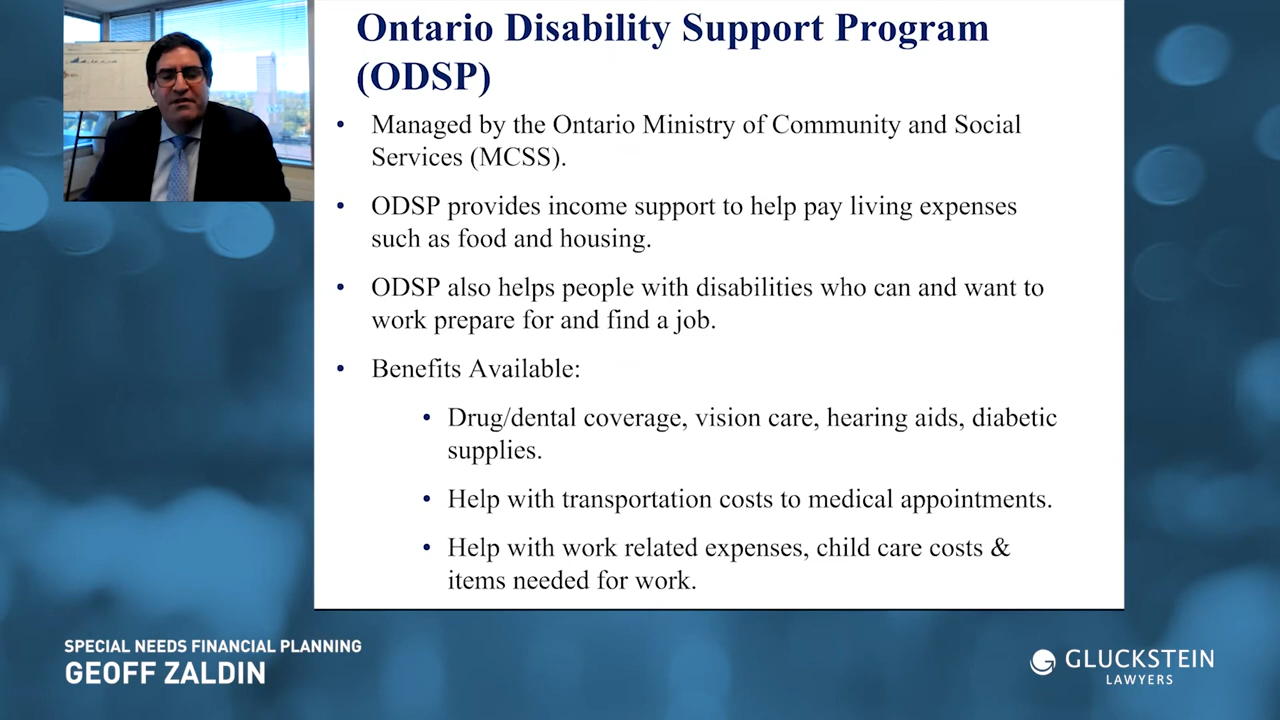 Ontario Disability Support Program
(ODSP)
• Managed by the Ontario Ministry of Community and Social
Services (MCSS).
• ODSP provides income support to help pay living expenses
such as food and housing.
• ODSP also helps people with disabilities who can and want to
work prepare for and find a job.
• Benefits Available:
• Drug/dental coverage, vision care, hearing aids, diabetic
supplies.
• Help with transportation costs to medical appointments.
• Help with work related expenses, child care costs &
items needed for work.
SPECIAL NEEDS FINANCIAL PLANNING
GEOFF ZALDIN
GLUCKSTEIN
LAWYERS